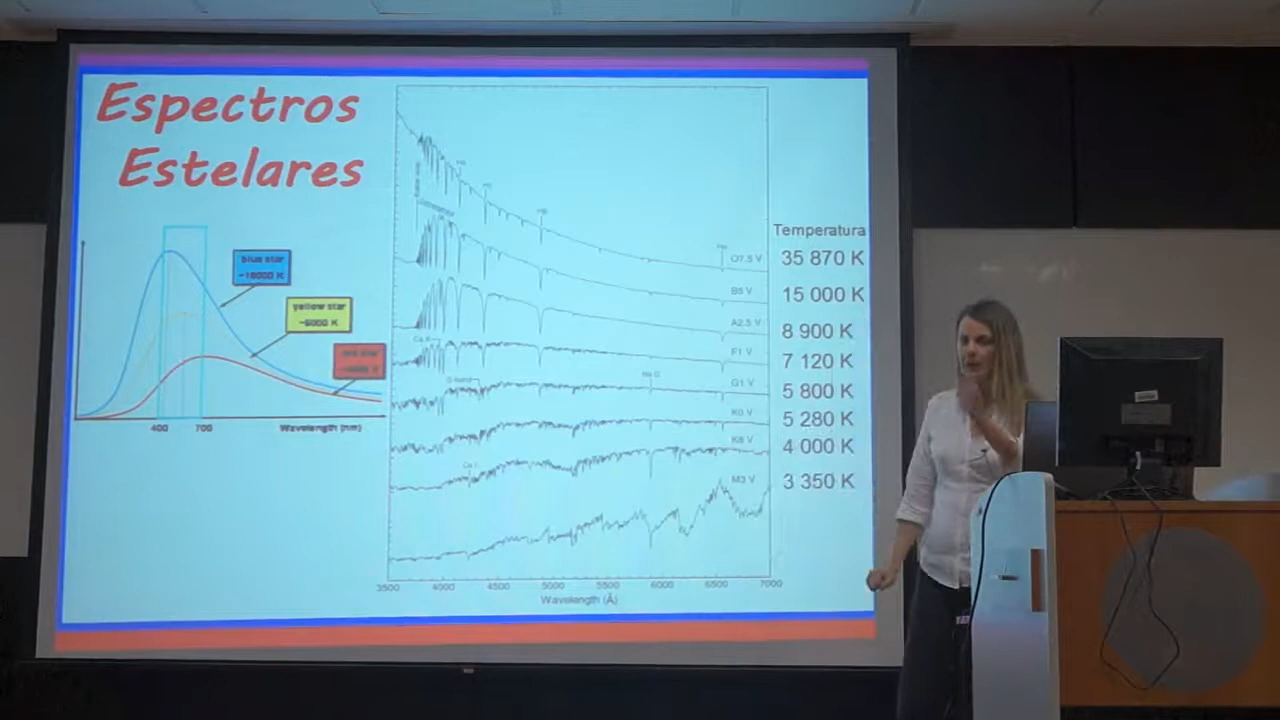 Espectros
Estelares
blue star
~15000 K
yellow star
~6000 K
400
700
Wavelength (nm)
Temperatura
O7.5 V
35 870 K
B5 V
15 000 K
A2.5 V
8 900 K
F1 V
7 120 K
G1 V
5 800 K
K0 V
5 280 K
4 000 K
M3 V
3 350 K
3500
4000
4500
5000
5500
6000
6500
7000
Wavelength (Å)